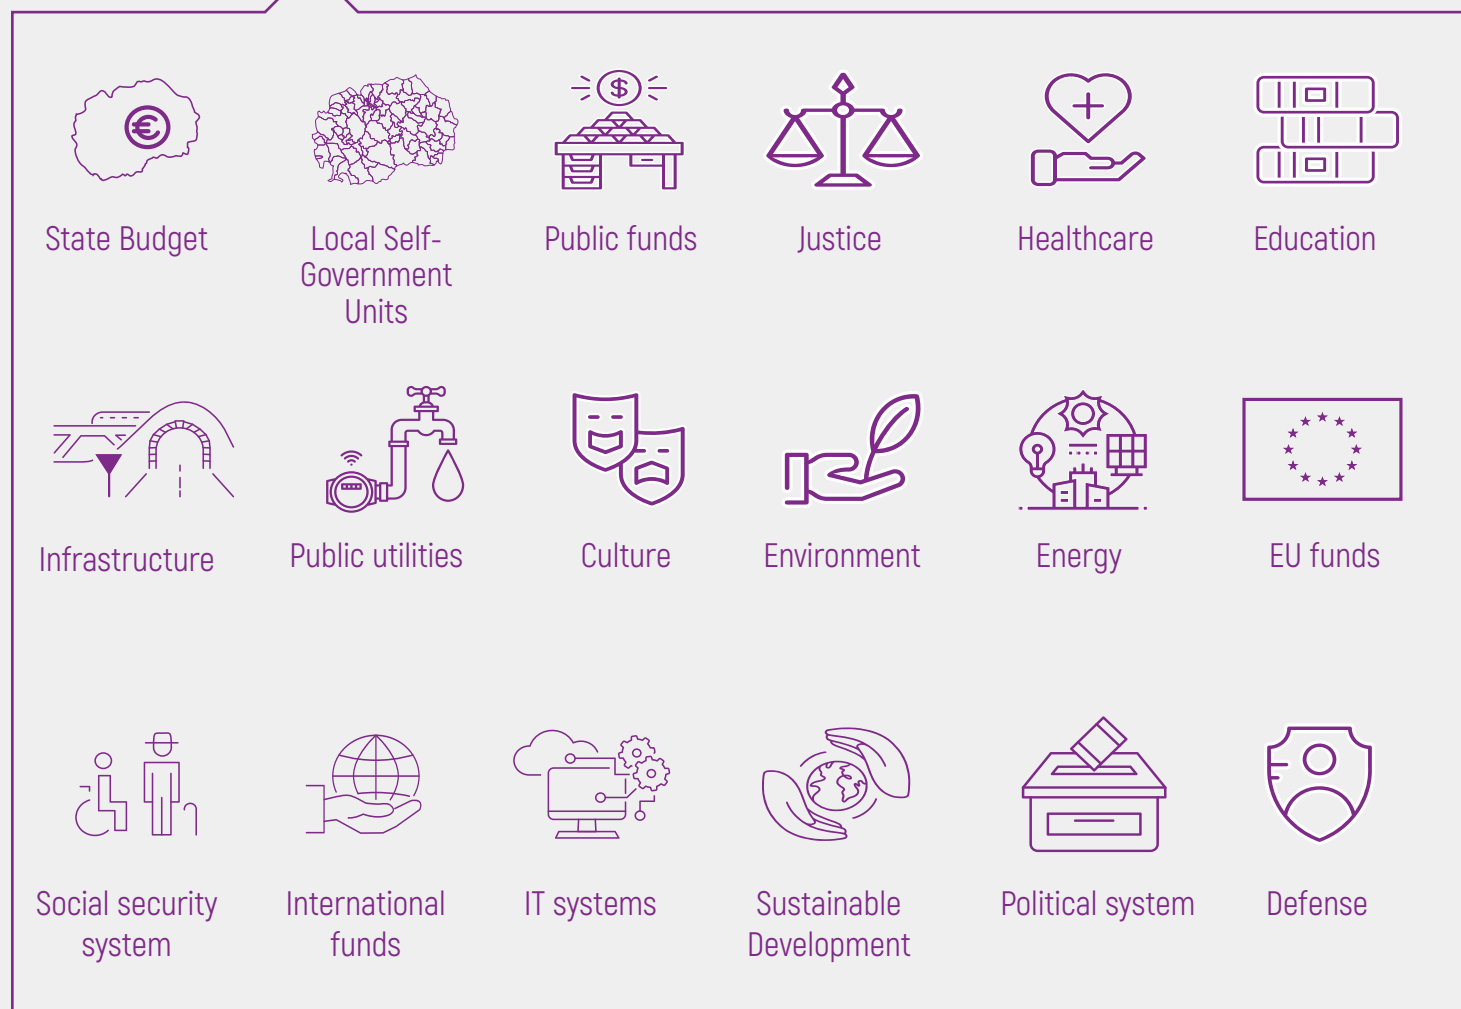 State Budget
Local Self-
Government
Units
Public funds
Justice
Healthcare
Education
Infrastructure
Public utilities
Culture
Environment
Energy
EU funds
Social security
system
International
funds
IT systems
Sustainable
Development
Political system
Defense